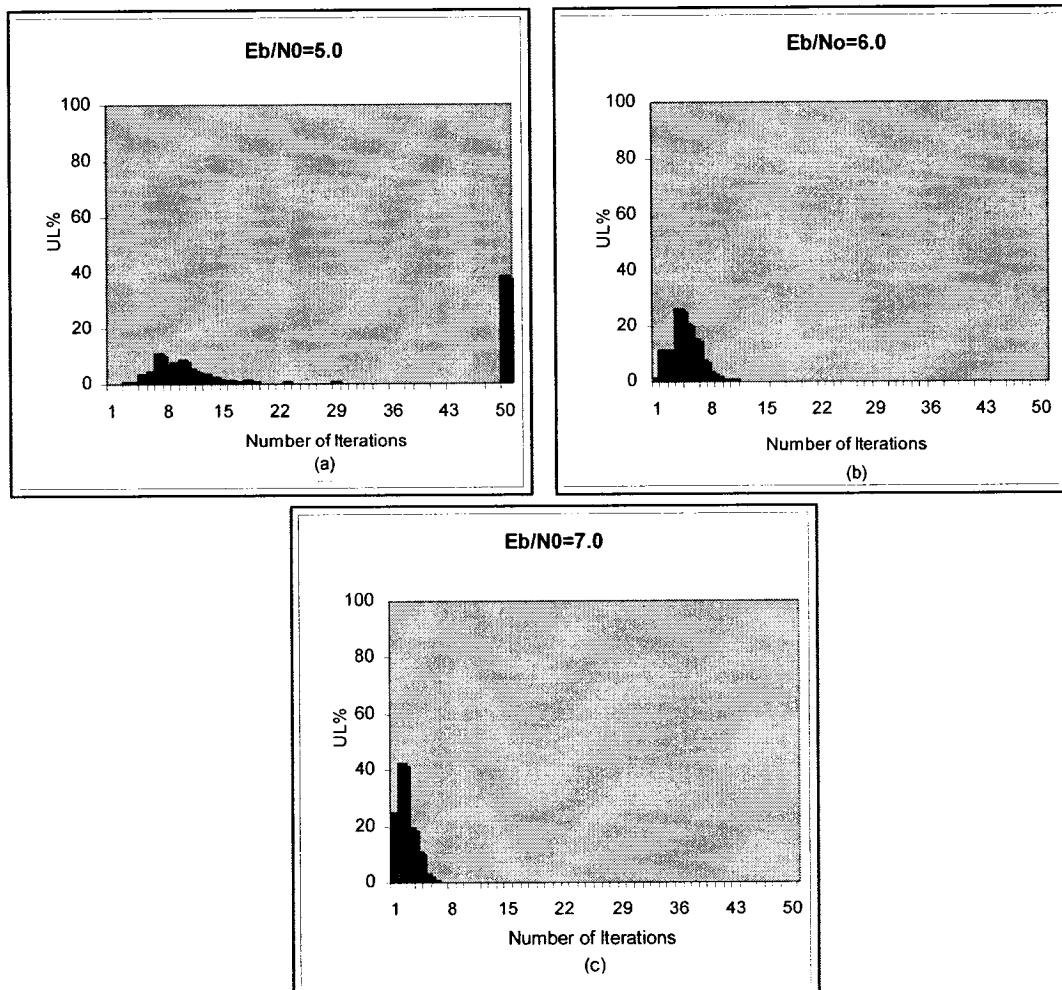 Eb/N0=5.0
100
80
60
40
20
0
UL%
1 8 15 22 29 36 43 50
Number of Iterations
(a)
Eb/No=6.0
100
80
60
40
20
0
UL%
1 8 15 22 29 36 43 50
Number of Iterations
(b)
Eb/N0=7.0
100
80
60
40
20
0
UL%
1 8 15 22 29 36 43 50
Number of Iterations
(c)